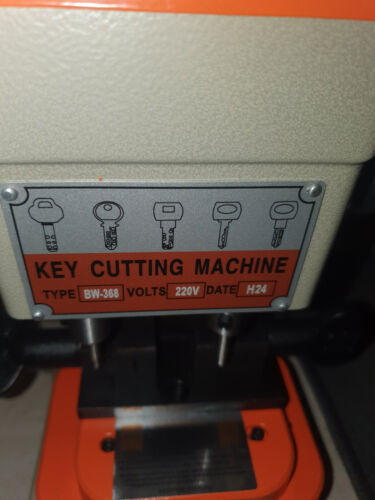 KEY CUTTING MACHINE
TYPE BW-368 VOLTS 220V DATE H24